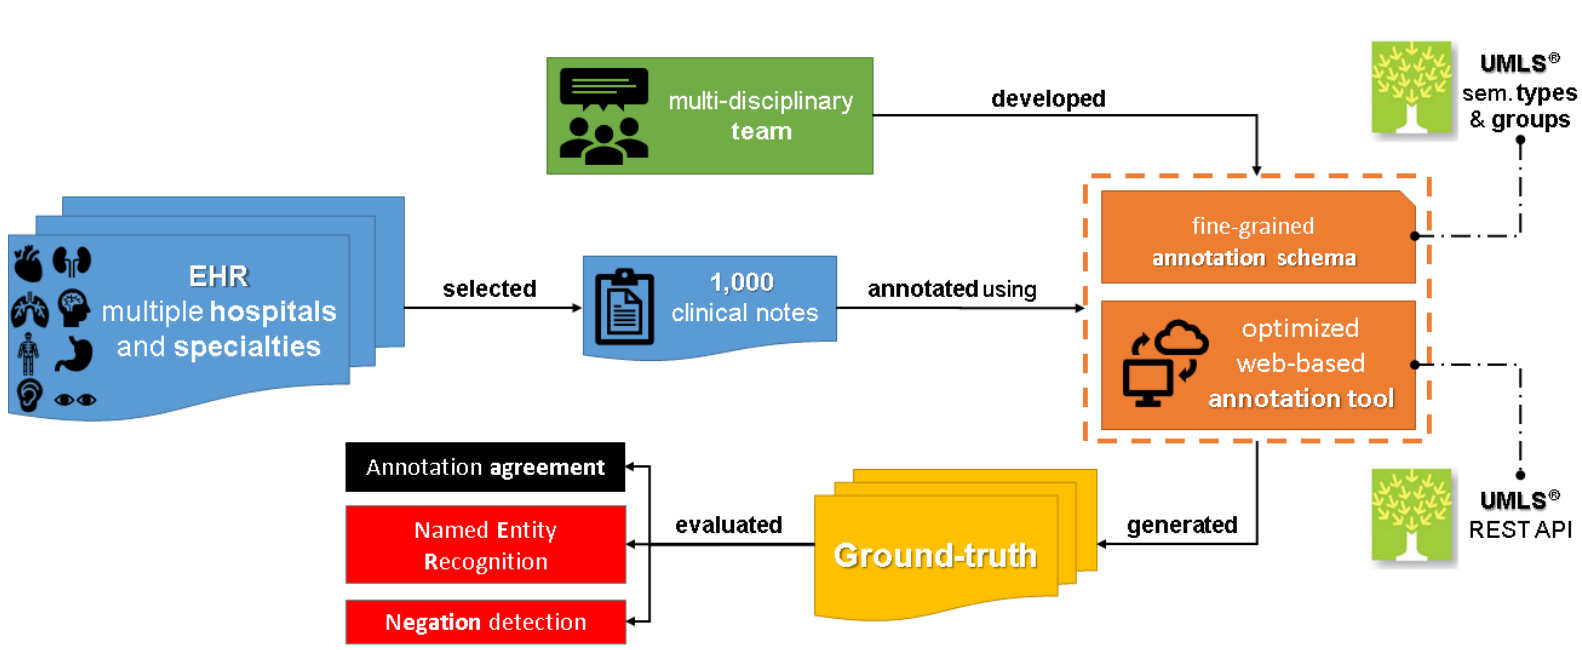 multi-disciplinary
team
developed
UMLS®
sem. types
& groups
fine-grained
annotation schema
EHR
multiple hospitals
and specialties
selected
1,000
clinical notes
annotated using
optimized
web-based
annotation tool
UMLS®
REST API
generated
Ground-truth
evaluated
Annotation agreement
Named Entity
Recognition
Negation detection